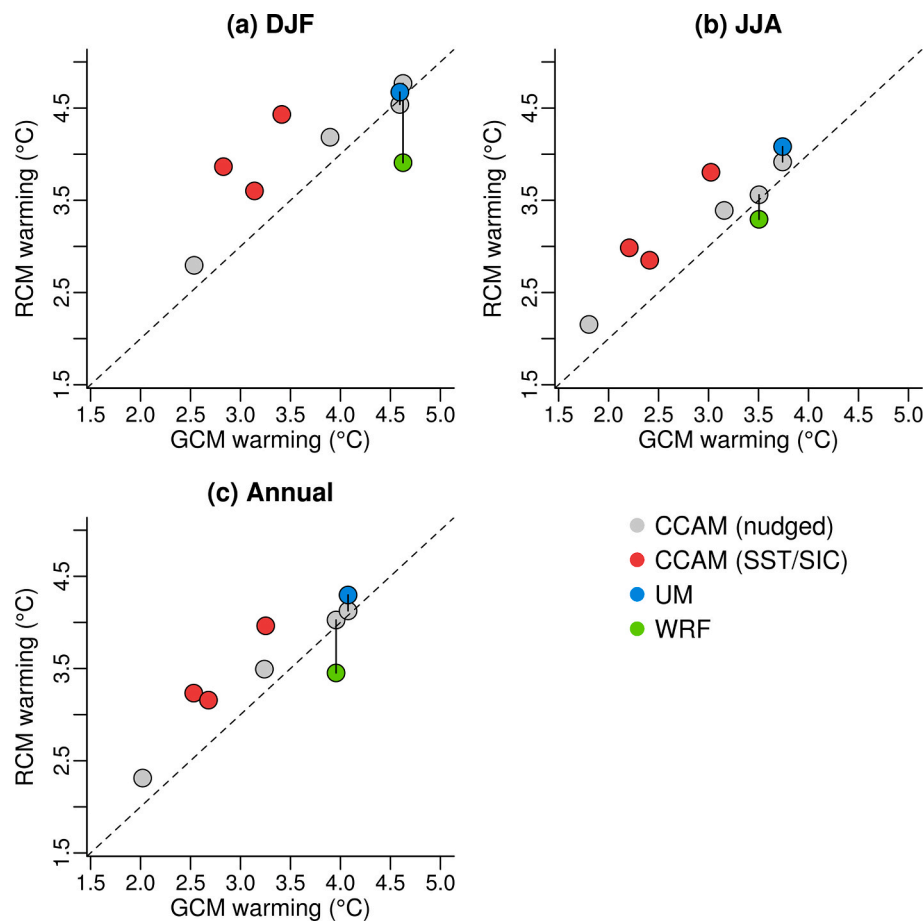 (a) DJF
RCM warming (°C)
4.5
3.5
2.5
1.5
1.5 2.0 2.5 3.0 3.5 4.0 4.5 5.0
GCM warming (°C)
(b) JJA
RCM warming (°C)
4.5
3.5
2.5
1.5
1.5 2.0 2.5 3.0 3.5 4.0 4.5 5.0
GCM warming (°C)
(c) Annual
RCM warming (°C)
4.5
3.5
2.5
1.5
1.5 2.0 2.5 3.0 3.5 4.0 4.5 5.0
GCM warming (°C)
CCAM (nudged)
CCAM (SST/SIC)
UM
WRF